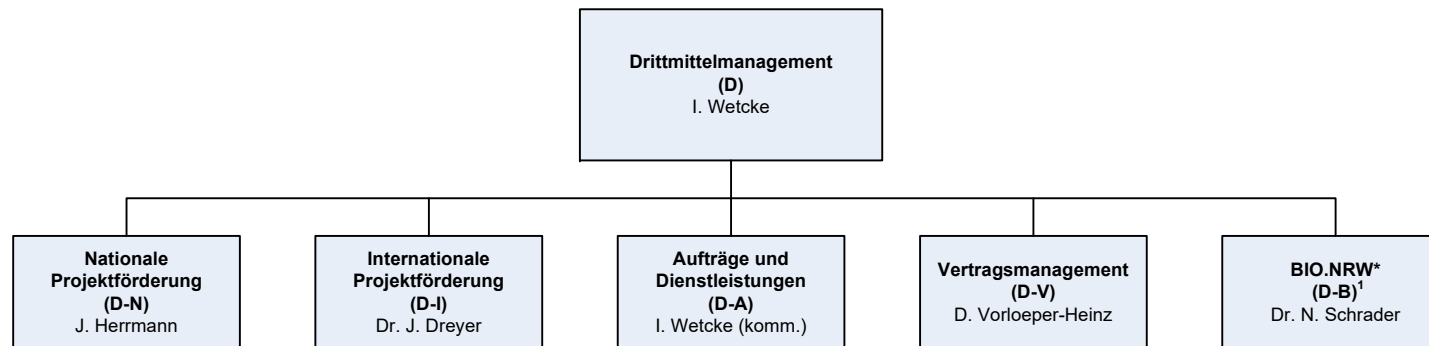 Drittmittelmanagement
(D)
I. Wetcke
Nationale
Projektförderung
(D-N)
J. Herrmann
Internationale
Projektförderung
(D-I)
Dr. J. Dreyer
Aufträge und
Dienstleistungen
(D-A)
I. Wetcke (komm.)
Vertragsmanagement
(D-V)
D. Vorloeper-Heinz
BIO.NRW*
(D-B)¹
Dr. N. Schrader